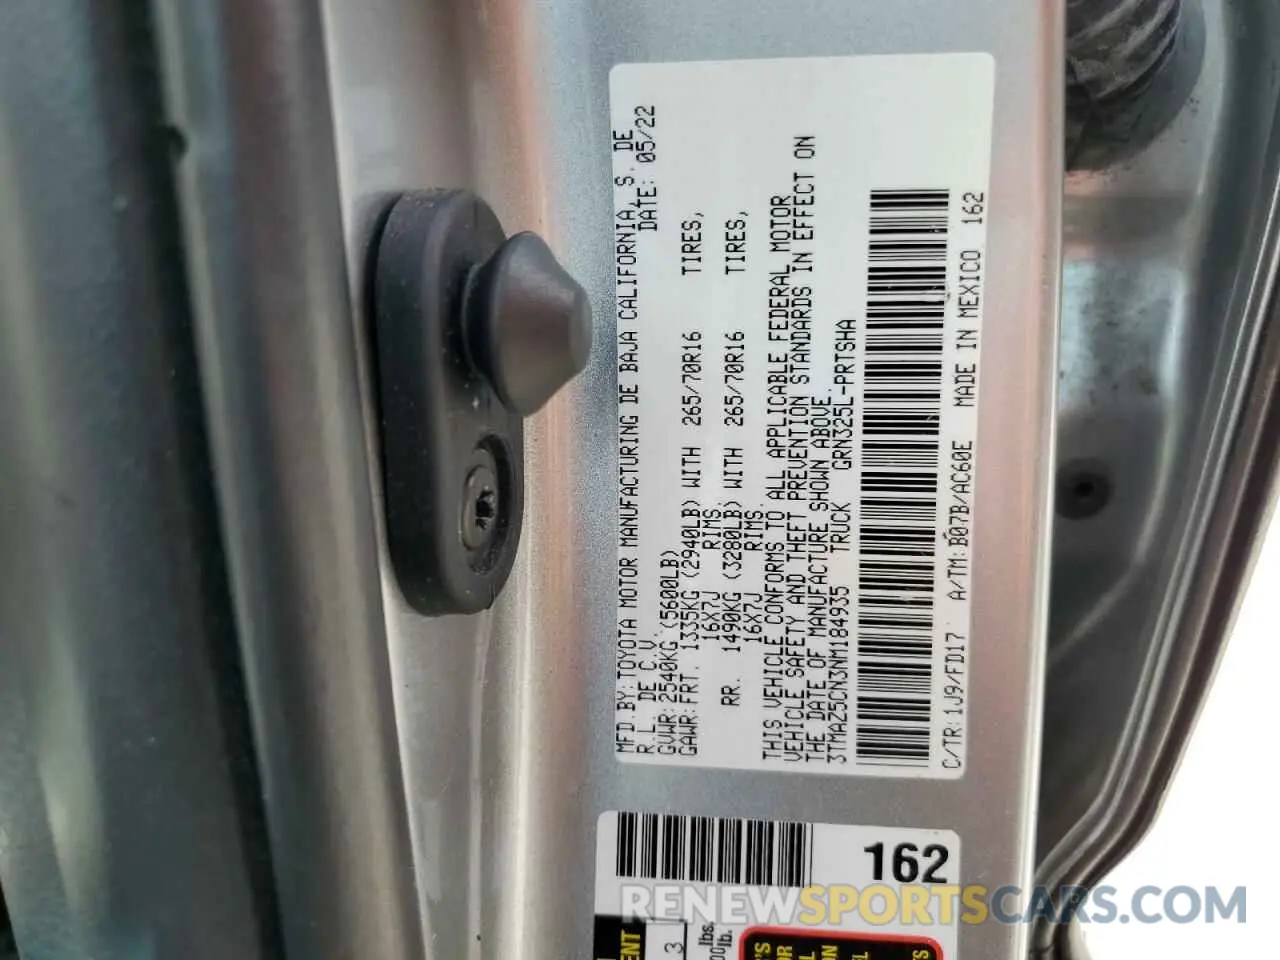 MFD.BY:TOYOTA MOTOR MANUFACTURING DE BAJA CALIFORNIA,S. DE
R.L. DE C.V. DATE: 05/22
GVWR:2540KG (5600LB)
GAWR:FRT. 1335KG (2940LB) WITH 265/70R16 TIRES,
16X7J RIMS.
RR. 1490KG (3280LB) WITH 265/70R16 TIRES,
16X7J RIMS.
THIS VEHICLE CONFORMS TO ALL APPLICABLE FEDERAL MOTOR
VEHICLE SAFETY AND THEFT PREVENTION STANDARDS IN EFFECT ON
THE DATE OF MANUFACTURE SHOWN ABOVE.
3TMAZ5CN3NM184935 TRUCK GRN325L-PRTSHA
C/TR:1J9/FD17 A/TM:B07B/AC60E MADE IN MEXICO 162
162
3
lbs.
lb.
RENEWSPORTSCARS.COM